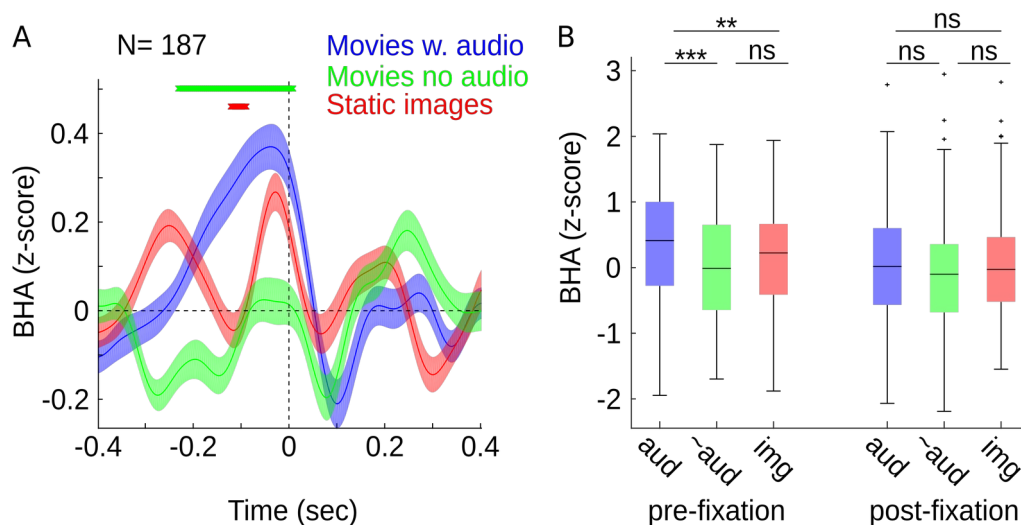 A
N= 187
Movies w. audio
Movies no audio
Static images
BHA (z-score)
0.4
0.2
0
-0.2
-0.4
-0.2
0
0.2
0.4
Time (sec)
B
**
***
ns
ns
ns
ns
BHA (z-score)
3
2
1
0
-1
-2
aud
~aud
img
aud
~aud
img
pre-fixation
post-fixation